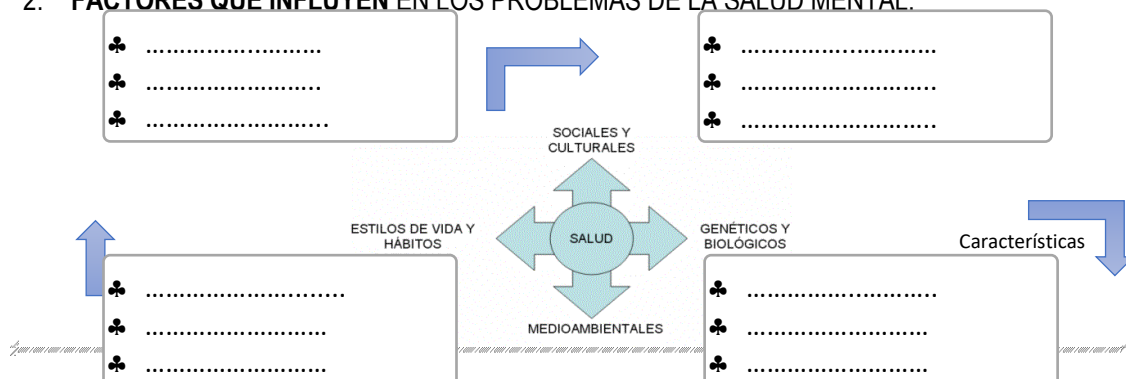 2. FACTORES QUE INFLUYEN EN LOS PROBLEMAS DE LA SALUD MENTAL.
♣ …………………….
♣ …………………..
♣ ……………………
♣ ……………………..
♣ ……………………..
♣ ……………………..
SOCIALES Y
CULTURALES
ESTILOS DE VIDA Y
HÁBITOS
SALUD
GENÉTICOS Y
BIOLÓGICOS
Características
MEDIOAMBIENTALES
♣ ……………………..
♣ ……………………
♣ ……………………
♣ …………………….
♣ ……………………
♣ ……………………